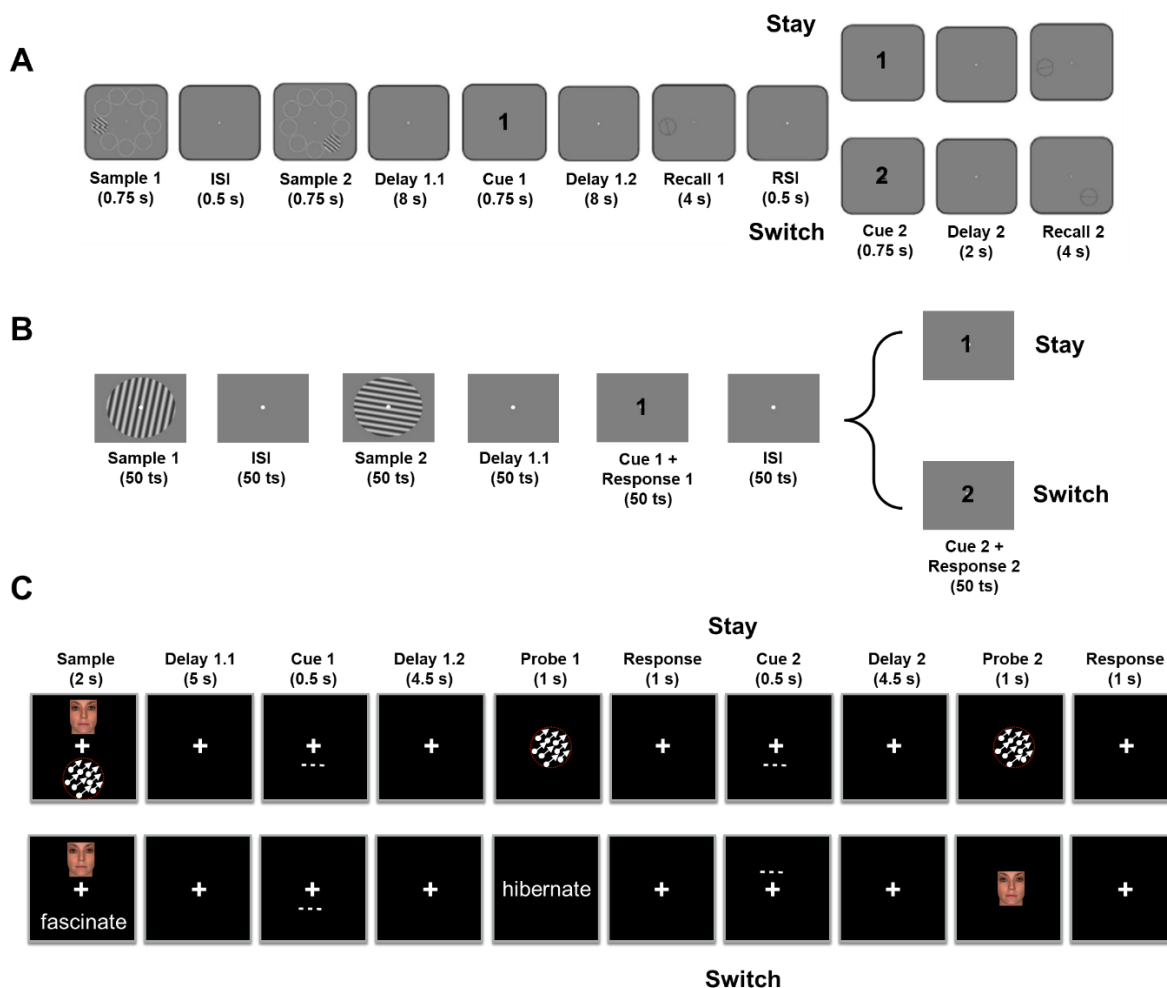 A
Stay
1
1
Sample 1
(0.75 s)
ISI
(0.5 s)
Sample 2
(0.75 s)
Delay 1.1
(8 s)
Cue 1
(0.75 s)
Delay 1.2
(8 s)
Recall 1
(4 s)
RSI
(0.5 s)
2
Switch
Cue 2
(0.75 s)
Delay 2
(2 s)
Recall 2
(4 s)
B
1
Stay
1
Sample 1
(50 ts)
ISI
(50 ts)
Sample 2
(50 ts)
Delay 1.1
(50 ts)
Cue 1 +
Response 1
(50 ts)
ISI
(50 ts)
2
Switch
Cue 2 +
Response 2
(50 ts)
C
Stay
Sample
(2 s)
Delay 1.1
(5 s)
Cue 1
(0.5 s)
Delay 1.2
(4.5 s)
Probe 1
(1 s)
Response
(1 s)
Cue 2
(0.5 s)
Delay 2
(4.5 s)
Probe 2
(1 s)
Response
(1 s)
fascinate
hibernate
Switch